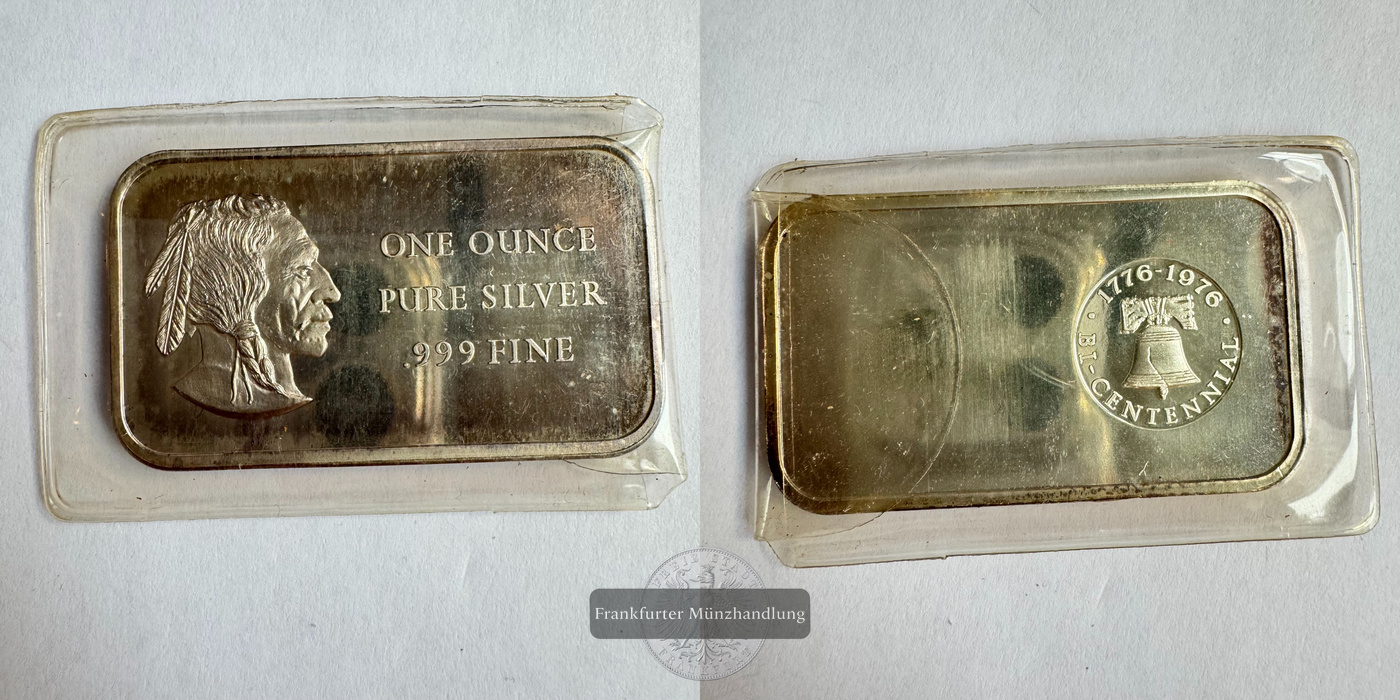 ONE OUNCE
PURE SILVER
.999 FINE
1776-1976
· BI-CENTENNIAL ·
Frankfurter Münzhandlung